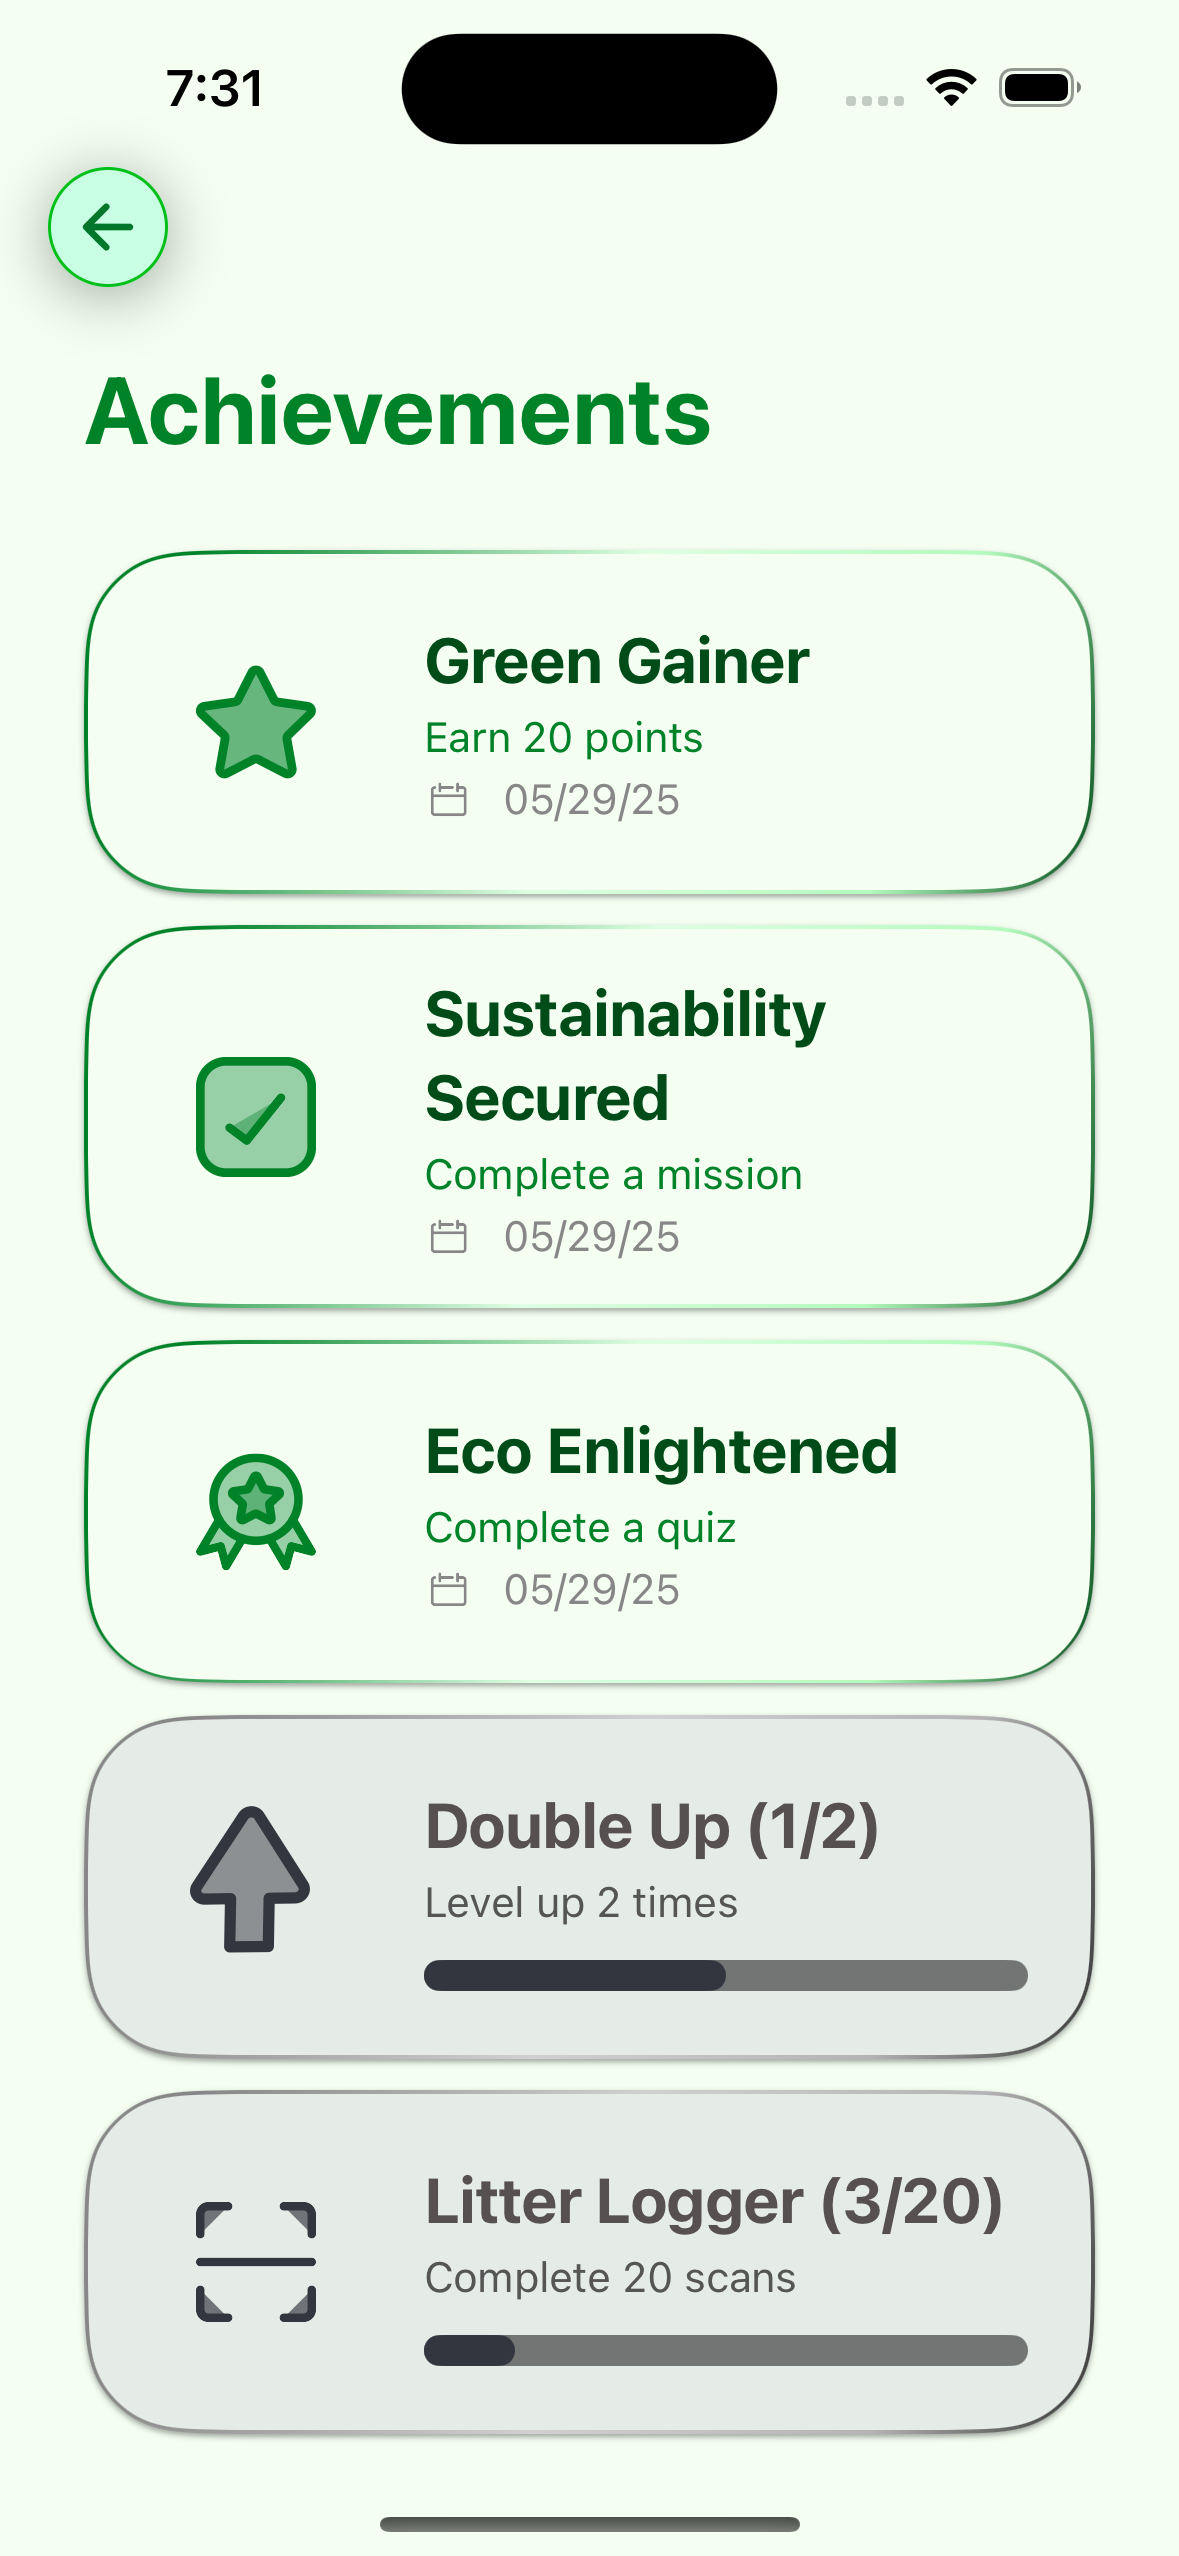 7:31
Achievements
Green Gainer
Earn 20 points
05/29/25
Sustainability
Secured
Complete a mission
05/29/25
Eco Enlightened
Complete a quiz
05/29/25
Double Up (1/2)
Level up 2 times
Litter Logger (3/20)
Complete 20 scans